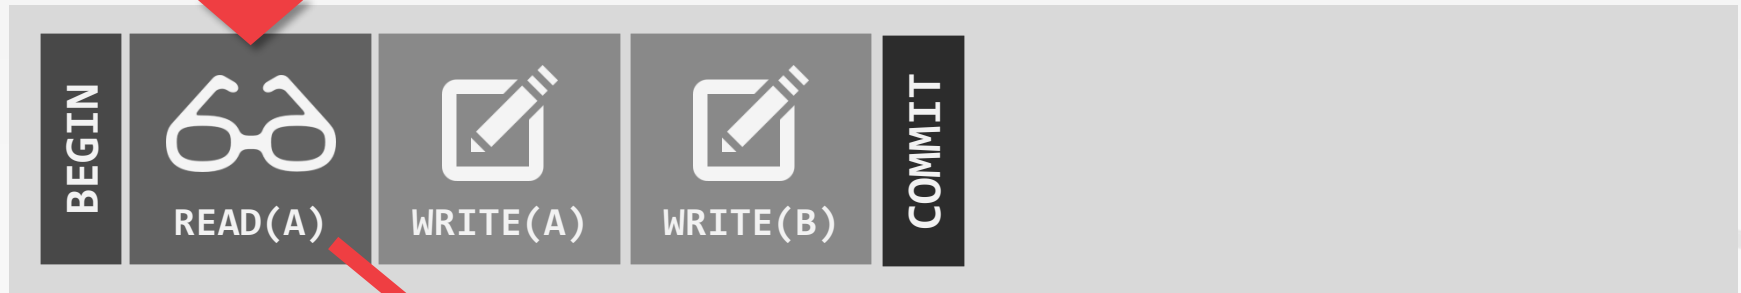 BEGIN
READ(A)
WRITE(A)
WRITE(B)
COMMIT